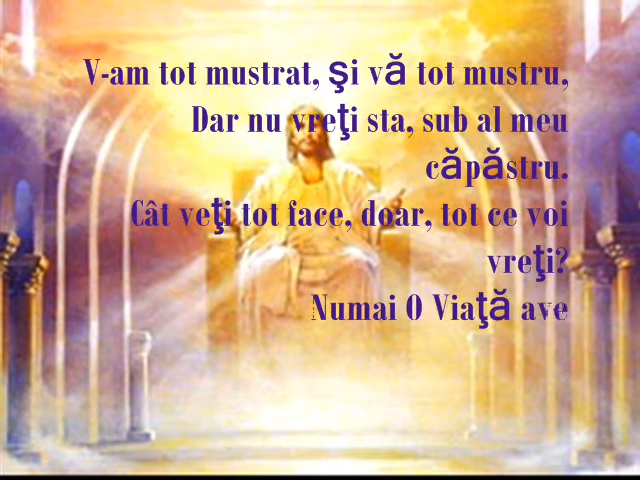 V-am tot mustrat, şi vă tot mustru,
Dar nu vreţi sta, sub al meu
căpăstru.
Cât veţi tot face, doar, tot ce voi
vreţi?
Numai O Viaţă ave